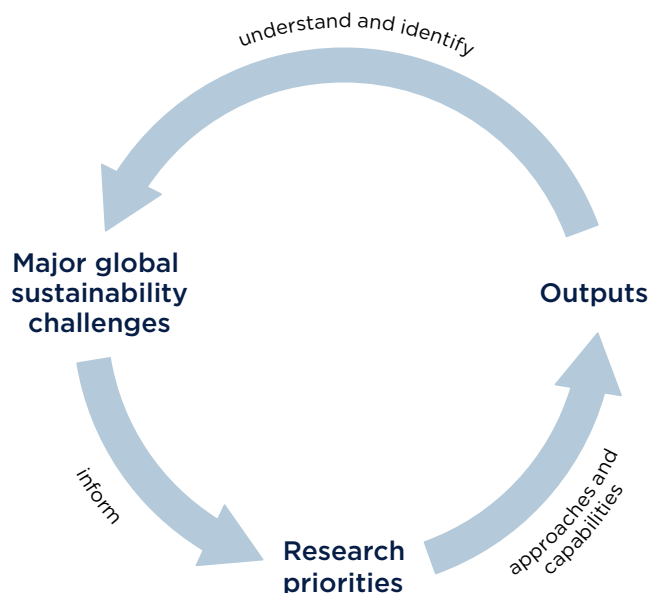 understand and identify
Major global
sustainability
challenges
Outputs
inform
approaches and
capabilities
Research
priorities